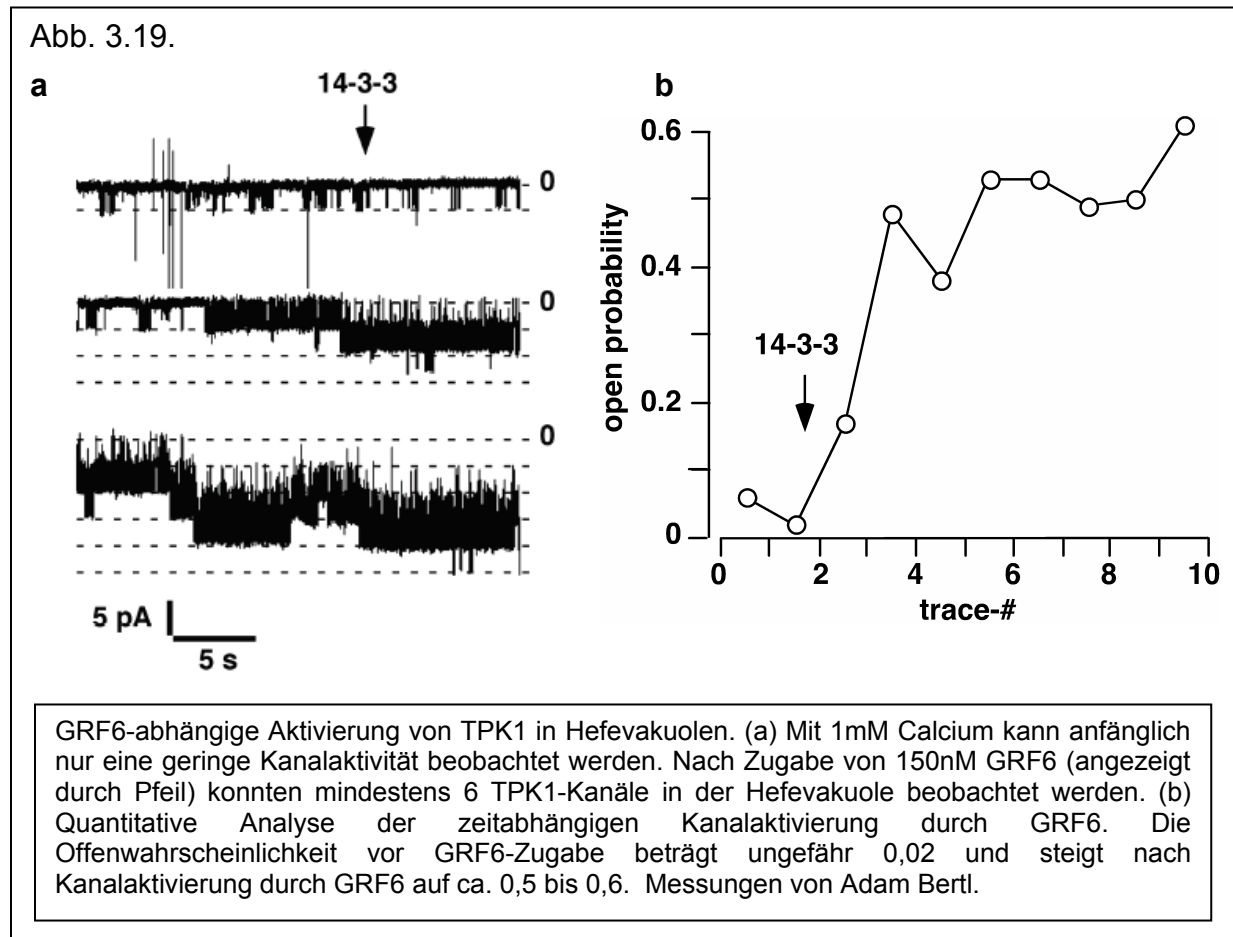 Abb. 3.19.
a
14-3-3
0
0
0
5 pA
5 s
b
0.6
0.4
0.2
0
open probability
14-3-3
0 2 4 6 8 10
trace-#
GRF6-abhängige Aktivierung von TPK1 in Hefevakuolen. (a) Mit 1mM Calcium kann anfänglich
nur eine geringe Kanalaktivität beobachtet werden. Nach Zugabe von 150nM GRF6 (angezeigt
durch Pfeil) konnten mindestens 6 TPK1-Kanäle in der Hefevakuole beobachtet werden. (b)
Quantitative Analyse der zeitabhängigen Kanalaktivierung durch GRF6. Die
Offenwahrscheinlichkeit vor GRF6-Zugabe beträgt ungefähr 0,02 und steigt nach
Kanalaktivierung durch GRF6 auf ca. 0,5 bis 0,6. Messungen von Adam Bertl.